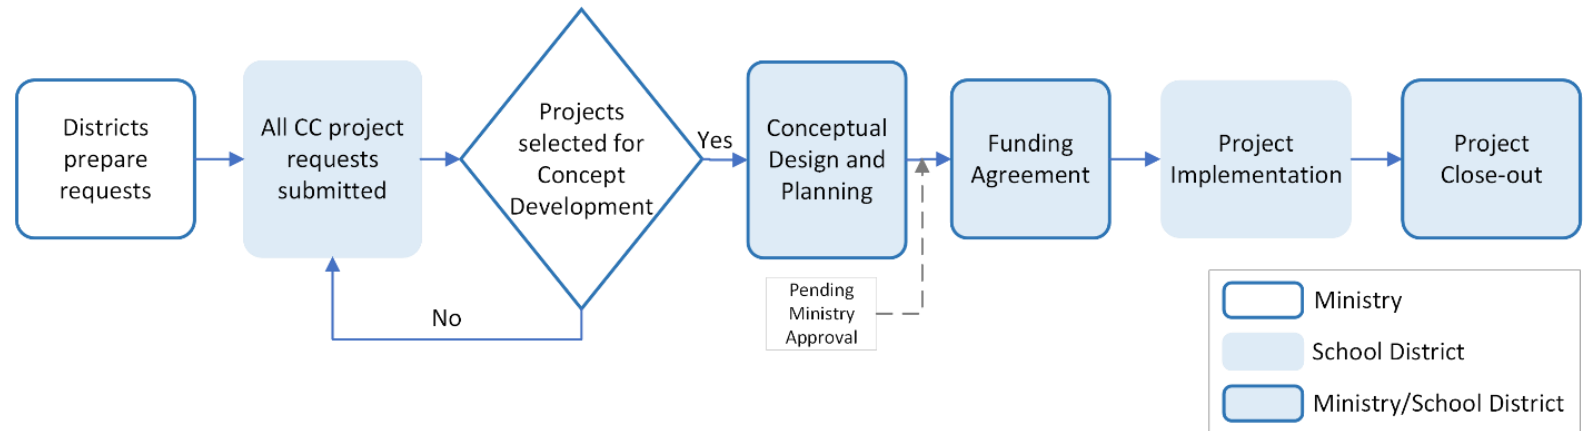 Districts
prepare
requests
All CC project
requests
submitted
Projects
selected for
Concept
Development
Yes
No
Conceptual
Design and
Planning
Pending
Ministry
Approval
Funding
Agreement
Project
Implementation
Project
Close-out
Ministry
School District
Ministry/School District